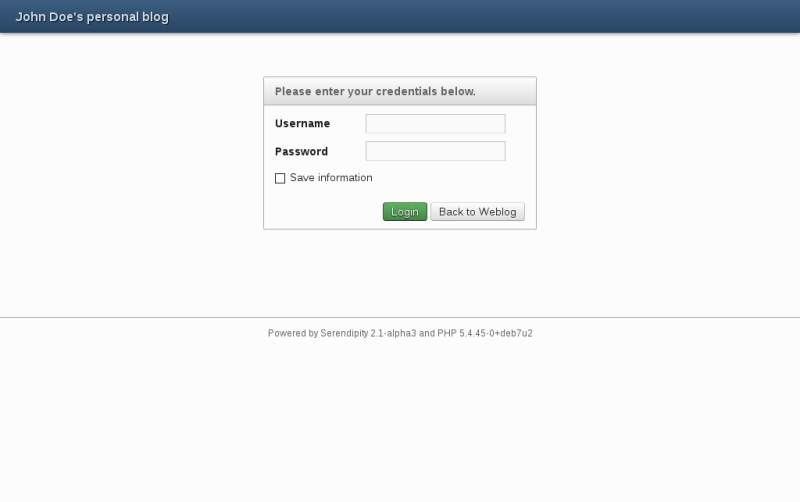 John Doe's personal blog
Please enter your credentials below.
Username
Password
Save information
Login Back to Weblog
Powered by Serendipity 2.1-alpha3 and PHP 5.4.45-0+deb7u2